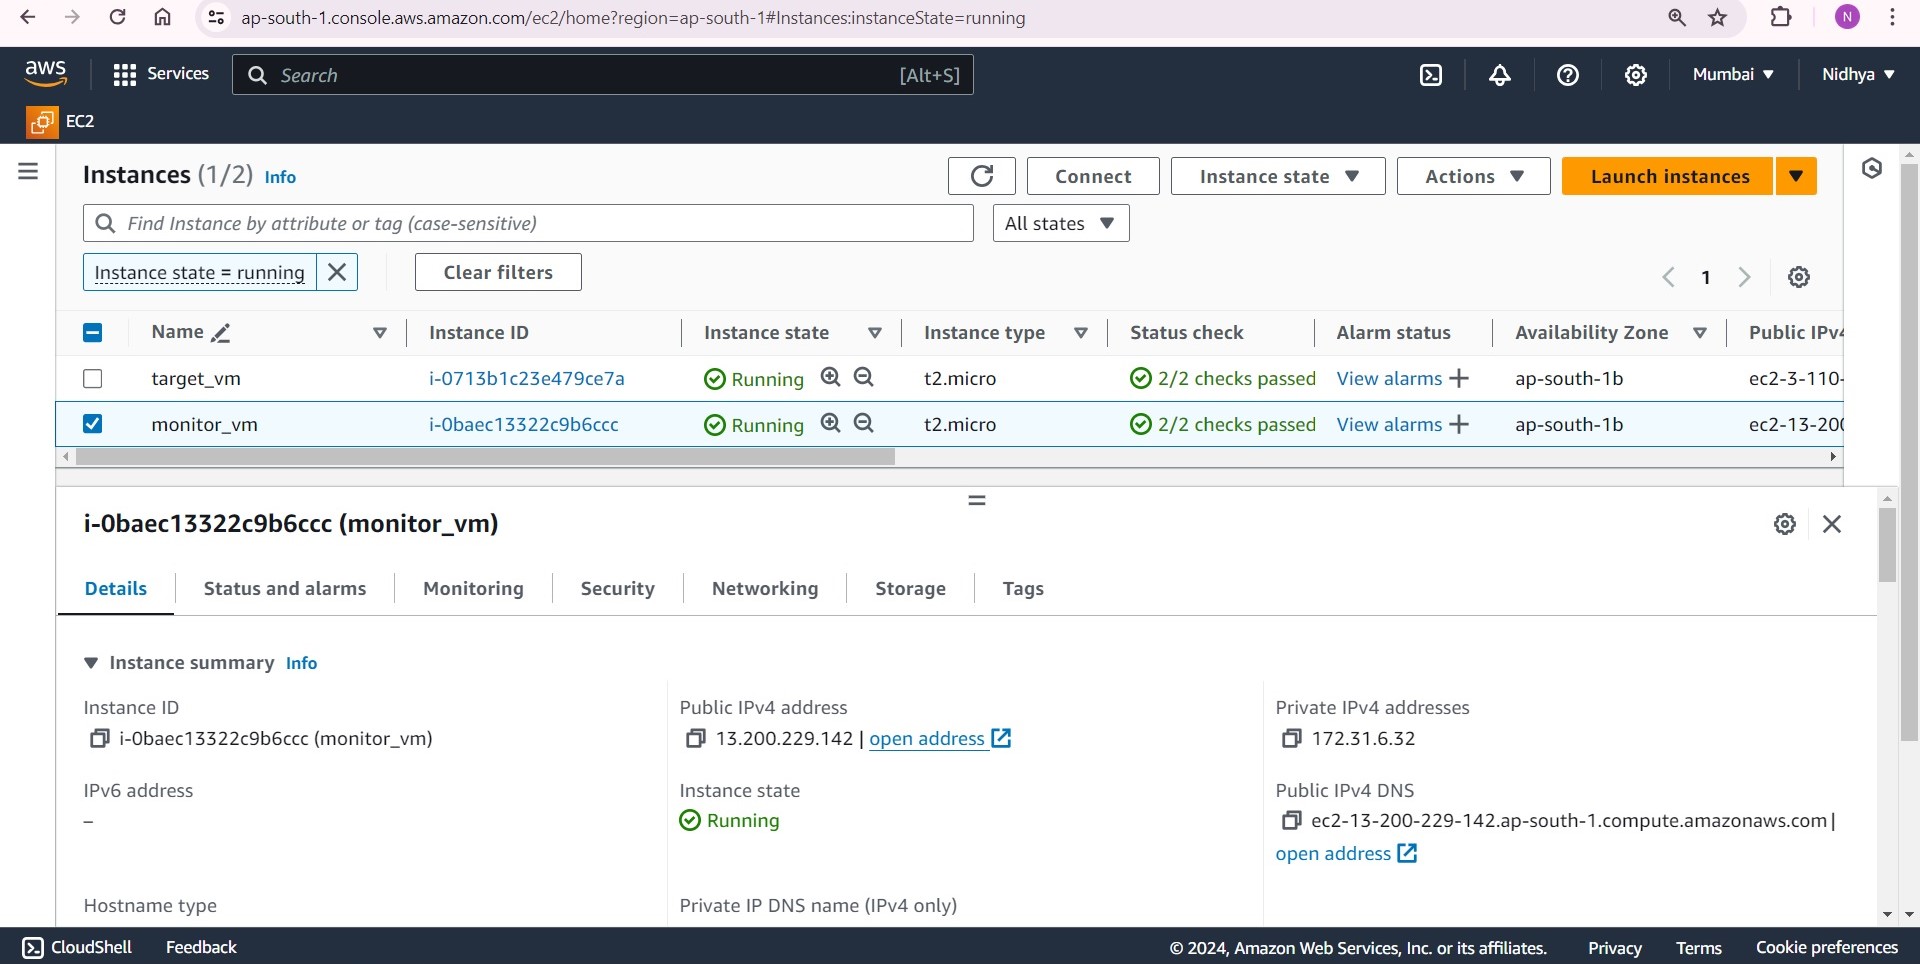 ap-south-1.console.aws.amazon.com/ec2/home?region=ap-south-1#Instances:instanceState=running
N
aws
Services
Search
[Alt+S]
Mumbai
Nidhya
EC2
Instances (1/2) Info
Connect
Instance state
Actions
Launch instances
Find Instance by attribute or tag (case-sensitive)
All states
Instance state = running
Clear filters
1
Name Instance ID Instance state Instance type Status check Alarm status Availability Zone Public IPv4
target_vm i-0713b1c23e479ce7a Running t2.micro 2/2 checks passed View alarms ap-south-1b ec2-3-110-
monitor_vm i-0baec13322c9b6ccc Running t2.micro 2/2 checks passed View alarms ap-south-1b ec2-13-200
i-0baec13322c9b6ccc (monitor_vm)
Details Status and alarms Monitoring Security Networking Storage Tags
Instance summary Info
Instance ID
i-0baec13322c9b6ccc (monitor_vm)
Public IPv4 address
13.200.229.142 | open address
Private IPv4 addresses
172.31.6.32
IPv6 address
–
Instance state
Running
Public IPv4 DNS
ec2-13-200-229-142.ap-south-1.compute.amazonaws.com |
open address
Hostname type
Private IP DNS name (IPv4 only)
CloudShell
Feedback
© 2024, Amazon Web Services, Inc. or its affiliates.
Privacy
Terms
Cookie preferences